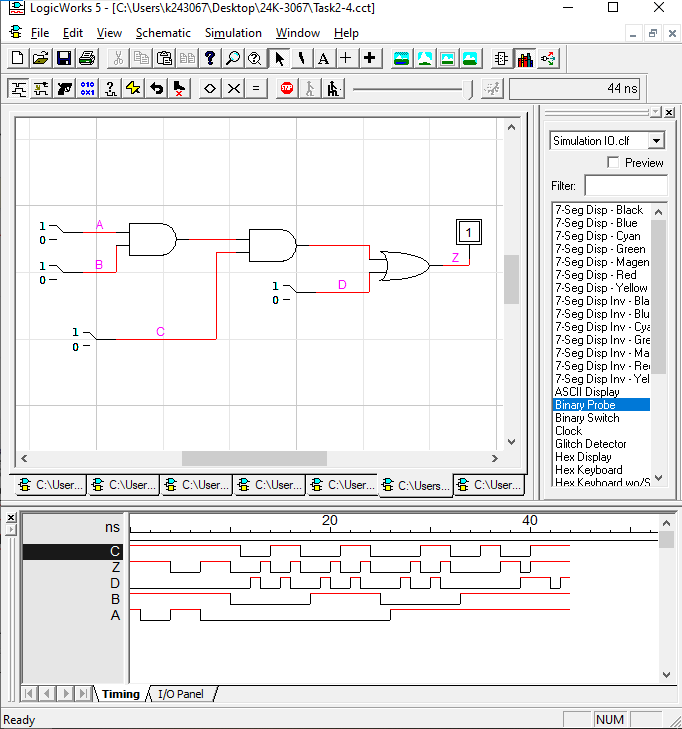 LogicWorks 5 - [C:\Users\k243067\Desktop\24K-3067\Task2-4.cct]
File Edit View Schematic Simulation Window Help
A
44 ns
Simulation IO.clf
Preview
Filter:
7-Seg Disp - Black
7-Seg Disp - Blue
7-Seg Disp - Cyan
7-Seg Disp - Green
7-Seg Disp - Magen
7-Seg Disp - Red
7-Seg Disp - Yellow
7-Seg Disp Inv - Bla
7-Seg Disp Inv - Blu
7-Seg Disp Inv - Cya
7-Seg Disp Inv - Gre
7-Seg Disp Inv - Ma
7-Seg Disp Inv - Rec
7-Seg Disp Inv - Yel
ASCII Display
Binary Probe
Binary Switch
Clock
Glitch Detector
Hex Display
Hex Keyboard
Hex Keyboard wo/S
1
0
A
1
0
B
1
0
C
1
0
D
Z
1
C:\User...
C:\User...
C:\User...
C:\User...
C:\User...
C:\Users...
C:\User...
ns 20 40
C
Z
D
B
A
Timing I/O Panel
Ready NUM